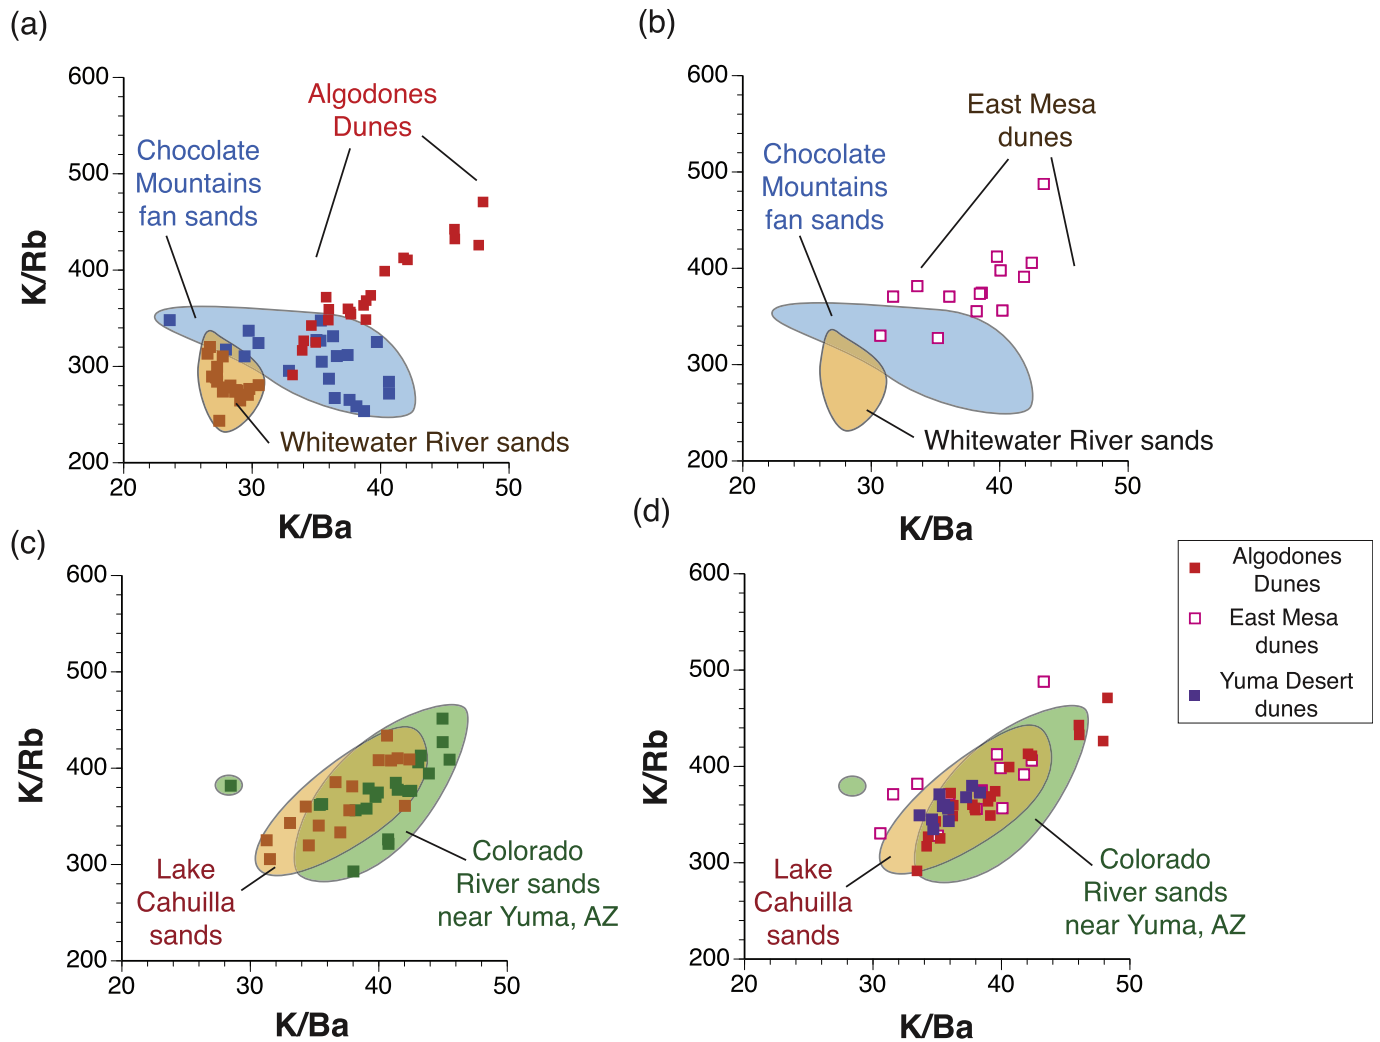 (a)
600
500
400
300
200
20
30
40
50
K/Rb
K/Ba
Algodones
Dunes
Chocolate
Mountains
fan sands
Whitewater River sands
(b)
600
500
400
300
200
20
30
40
50
K/Ba
East Mesa
dunes
Chocolate
Mountains
fan sands
Whitewater River sands
(c)
600
500
400
300
200
20
30
40
50
K/Rb
K/Ba
Lake
Cahuilla
sands
Colorado
River sands
near Yuma, AZ
(d)
600
500
400
300
200
20
30
40
50
K/Rb
K/Ba
Lake
Cahuilla
sands
Colorado
River sands
near Yuma, AZ
Algodones
Dunes
East Mesa
dunes
Yuma Desert
dunes